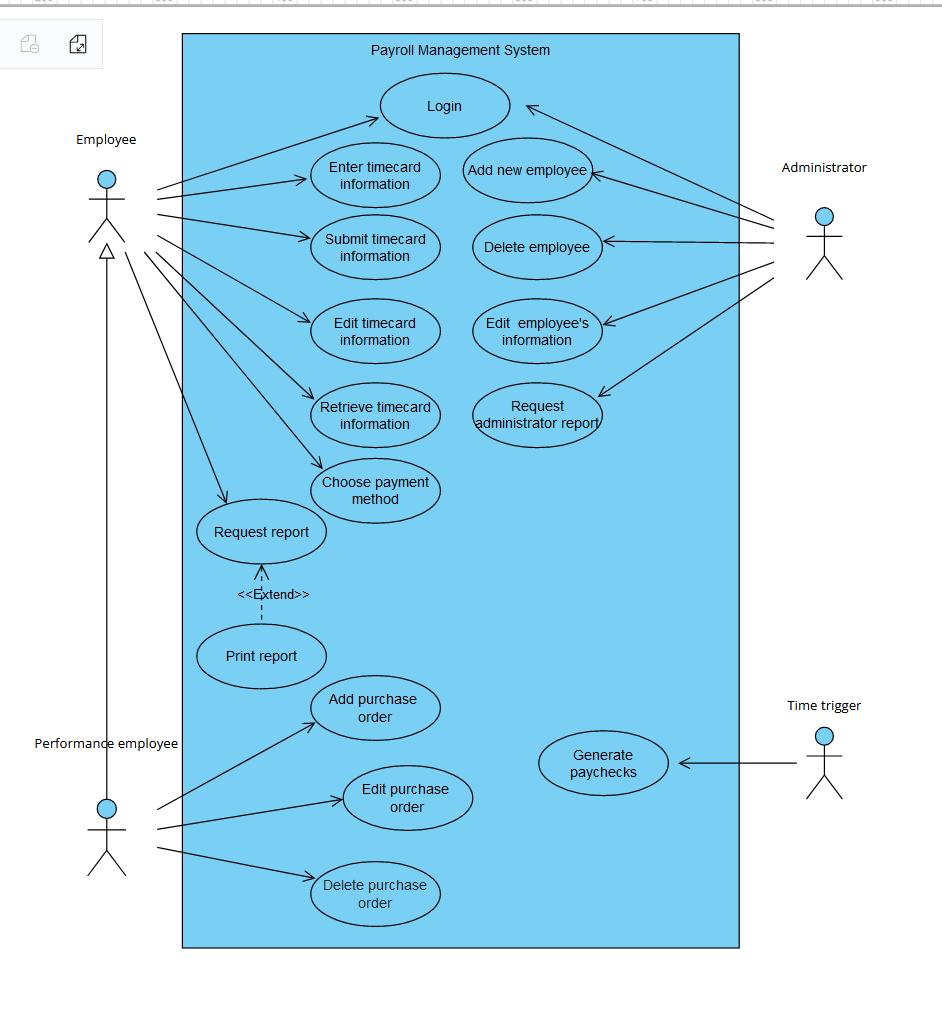 Payroll Management System
Employee
Login
Administrator
Enter timecard
information
Add new employee
Submit timecard
information
Delete employee
Edit timecard
information
Edit  employee's
information
Retrieve timecard
information
Request
administrator report
Choose payment
method
Request report
<<Extend>>
Print report
Add purchase
order
Time trigger
Performance employee
Generate
paychecks
Edit purchase
order
Delete purchase
order